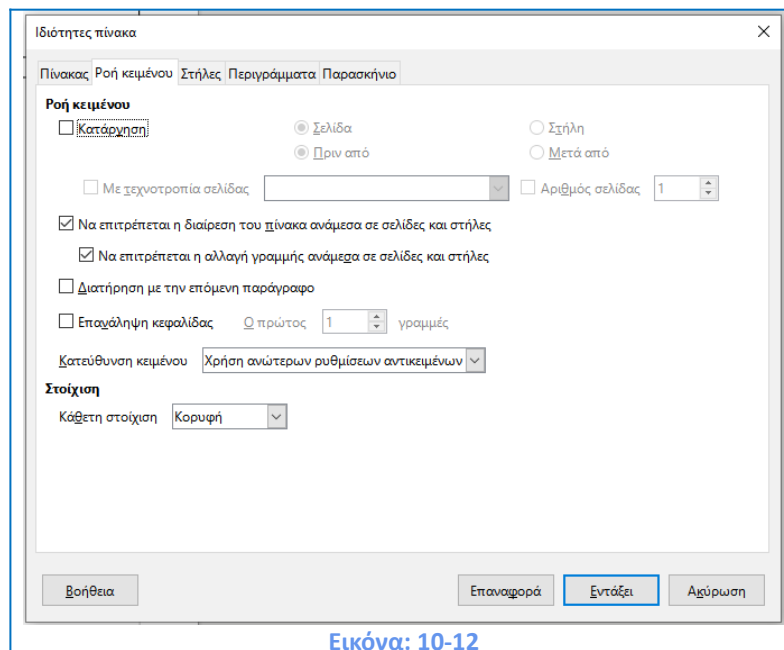 Ιδιότητες πίνακα
Πίνακας Ροή κειμένου Στήλες Περιγράμματα Παρασκήνιο
Ροή κειμένου
Κατάργηση Σελίδα Στήλη
Πριν από Μετά από
Με τεχνοτροπία σελίδας Αριθμός σελίδας 1
Να επιτρέπεται η διαίρεση του πίνακα ανάμεσα σε σελίδες και στήλες
Να επιτρέπεται η αλλαγή γραμμής ανάμεσα σε σελίδες και στήλες
Διατήρηση με την επόμενη παράγραφο
Επανάληψη κεφαλίδας Ο πρώτος 1 γραμμές
Κατεύθυνση κειμένου Χρήση ανώτερων ρυθμίσεων αντικειμένων
Στοίχιση
Κάθετη στοίχιση Κορυφή
Βοήθεια Επαναφορά Εντάξει Ακύρωση
Εικόνα: 10-12